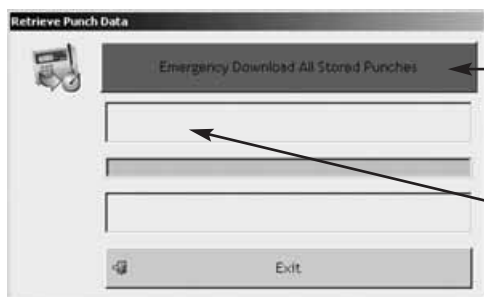 Retrieve Punch Data
Emergency Download All Stored Punches
Exit